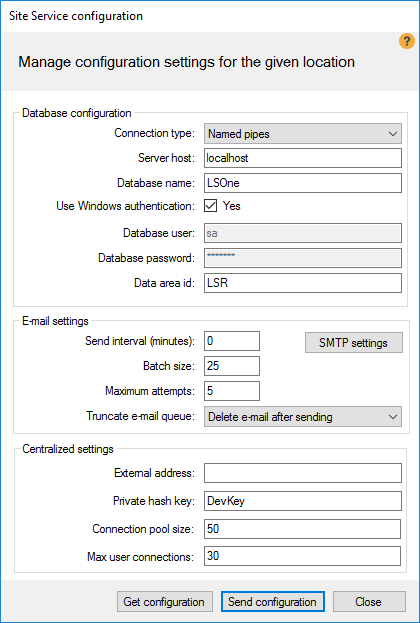 Site Service configuration
?
Manage configuration settings for the given location
Database configuration
Connection type: Named pipes
Server host: localhost
Database name: LSOne
Use Windows authentication: Yes
Database user: sa
Database password: *******
Data area id: LSR
E-mail settings
Send interval (minutes): 0 SMTP settings
Batch size: 25
Maximum attempts: 5
Truncate e-mail queue: Delete e-mail after sending
Centralized settings
External address:
Private hash key: DevKey
Connection pool size: 50
Max user connections: 30
Get configuration Send configuration Close